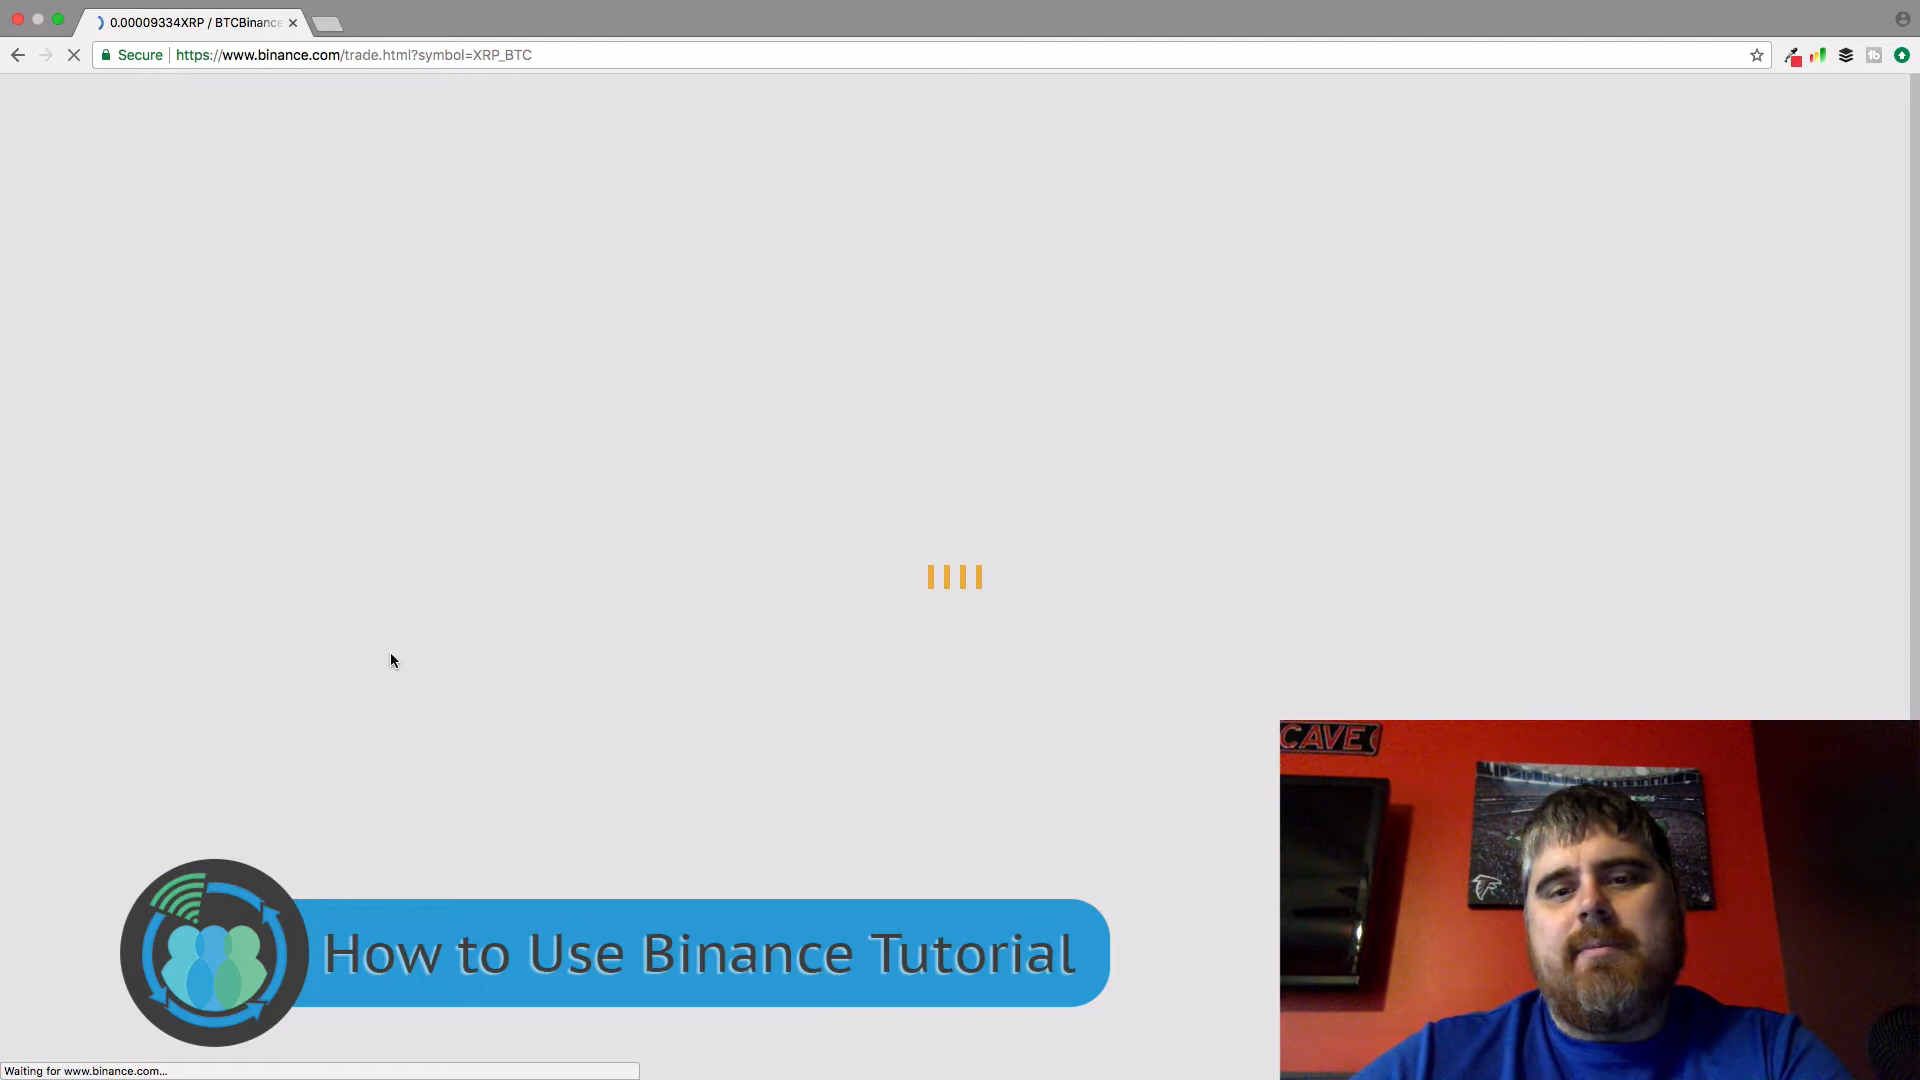 0.00009334XRP / BTCBinance
Secure
https://www.binance.com/trade.html?symbol=XRP_BTC
CAVE
How to Use Binance Tutorial
Waiting for www.binance.com...